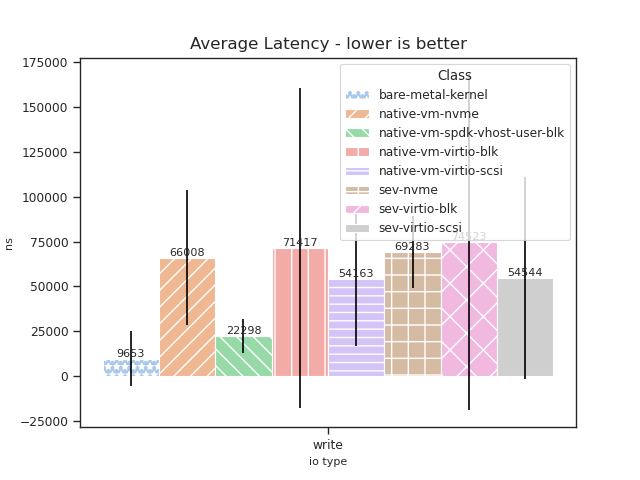 Average Latency - lower is better
175000
150000
125000
100000
75000
50000
25000
0
−25000
ns
Class
bare-metal-kernel
native-vm-nvme
native-vm-spdk-vhost-user-blk
native-vm-virtio-blk
native-vm-virtio-scsi
sev-nvme
sev-virtio-blk
sev-virtio-scsi
9653
66008
22298
71417
54163
69283
74523
54544
write
io type